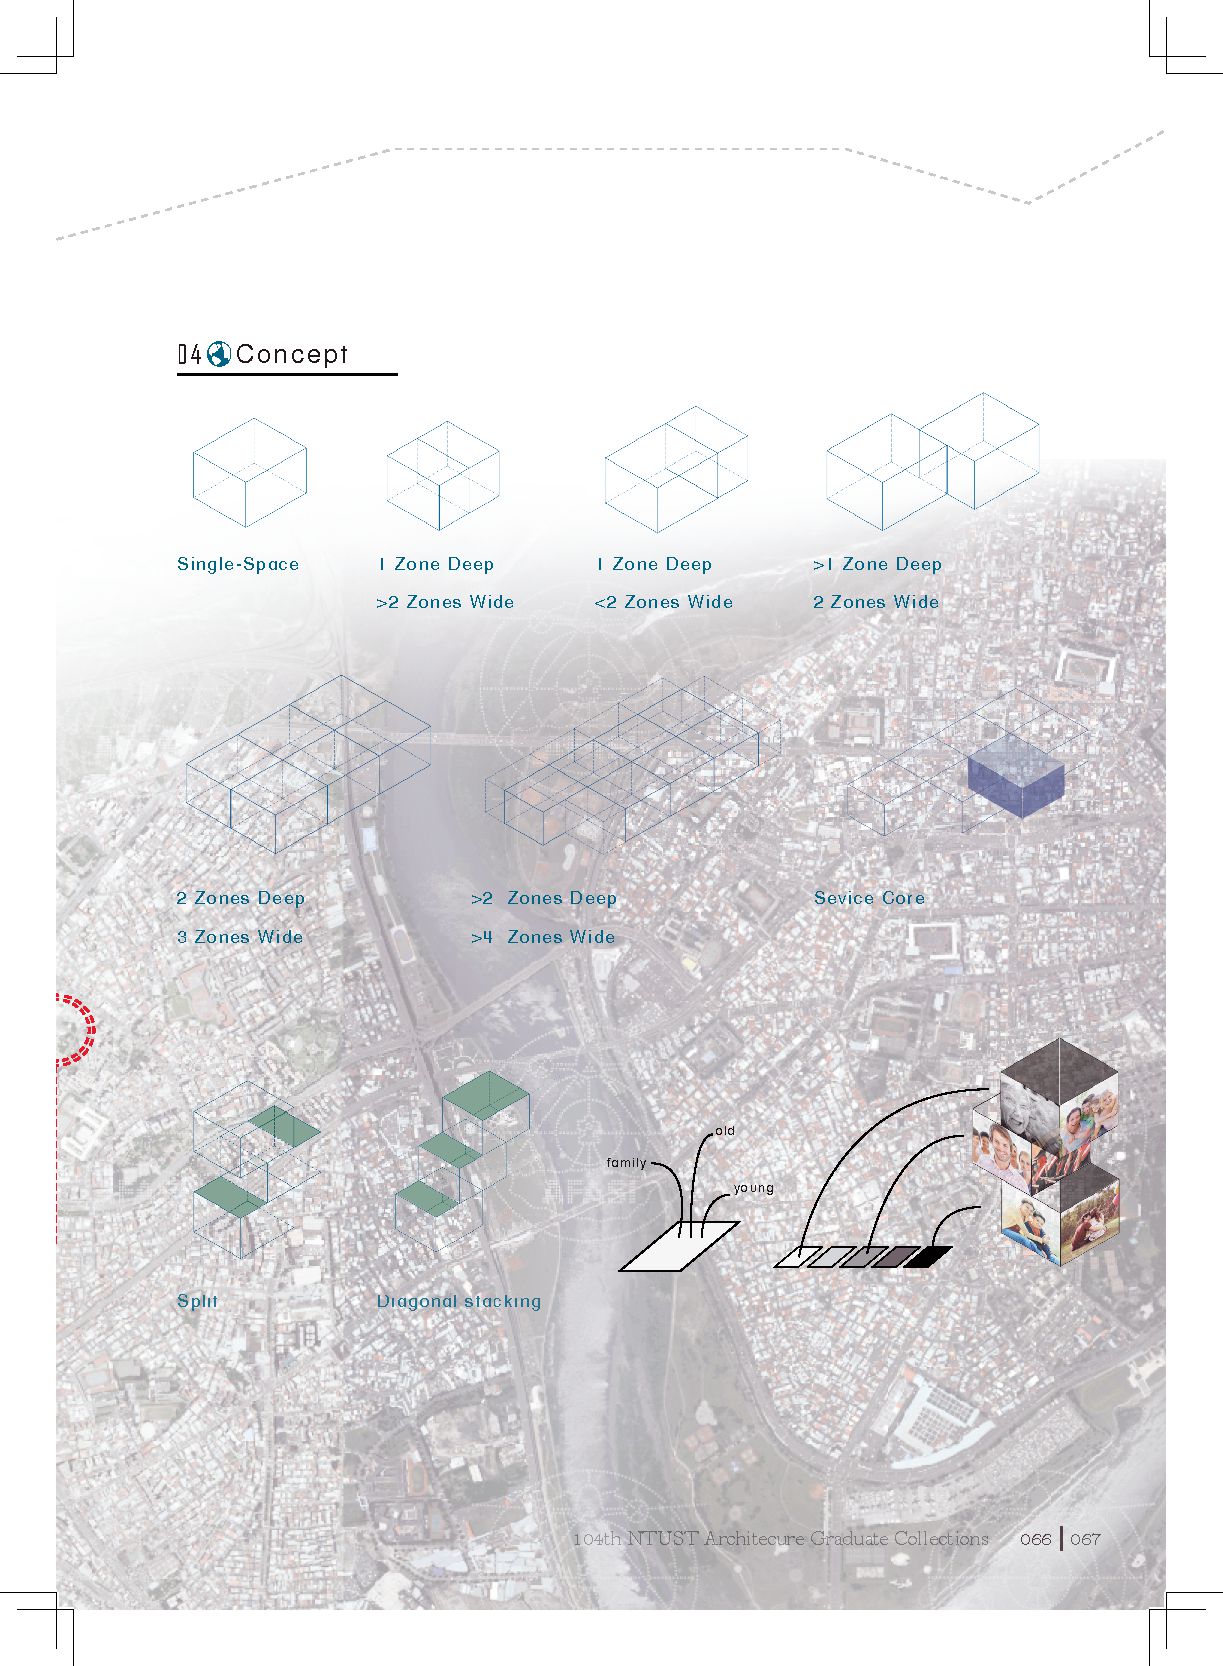 04 Concept
Single-Space
1 Zone Deep
>2 Zones Wide
1 Zone Deep
<2 Zones Wide
>1 Zone Deep
2 Zones Wide
2 Zones Deep
3 Zones Wide
>2 Zones Deep
>4 Zones Wide
Sevice Core
old
family
young
Split
Diagonal stacking
104th NTUST Architecure Graduate Collections 066 | 067